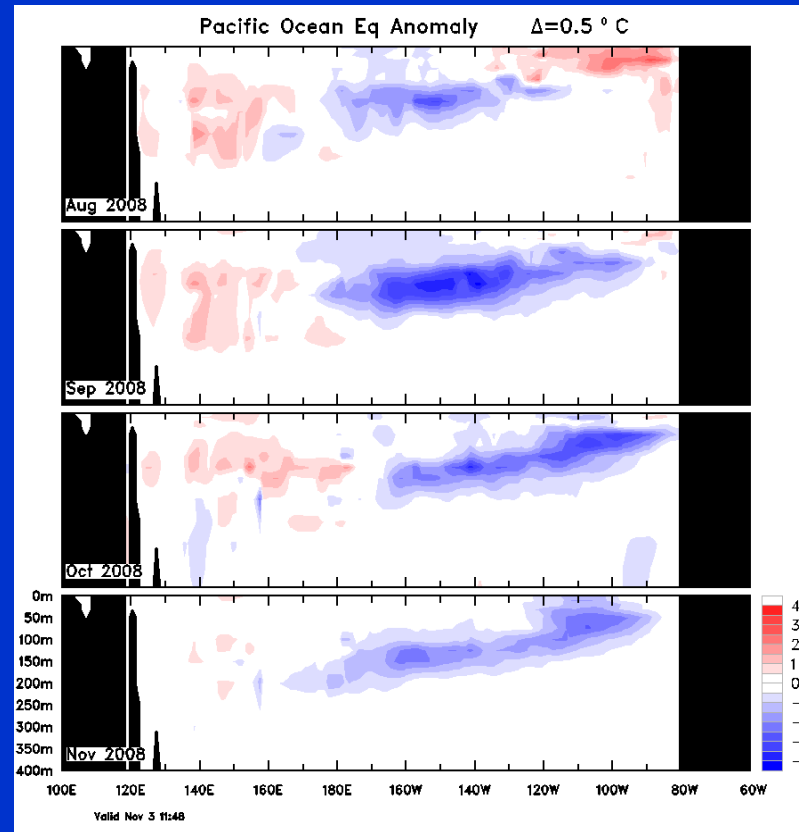 Pacific Ocean Eq Anomaly Δ=0.5 ° C
Aug 2008
Sep 2008
Oct 2008
0m
50m
100m
150m
200m
250m
300m
350m
400m
Nov 2008
4
3
2
1
0
-
-
-
-
100E 120E 140E 160E 180E 160W 140W 120W 100W 80W 60W
Valid Nov 3 11:48